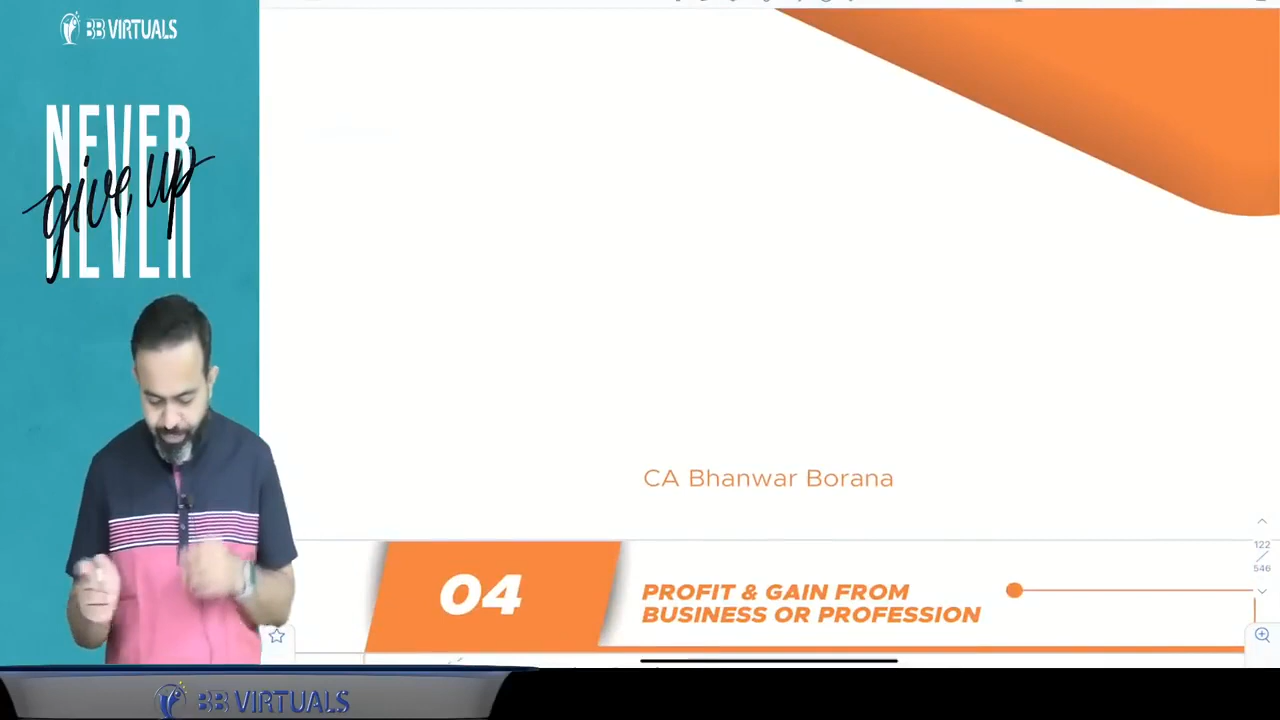 BB VIRTUALS
NEVER
give up
NEVER
CA Bhanwar Borana
122
546
04
PROFIT & GAIN FROM
BUSINESS OR PROFESSION
BB VIRTUALS